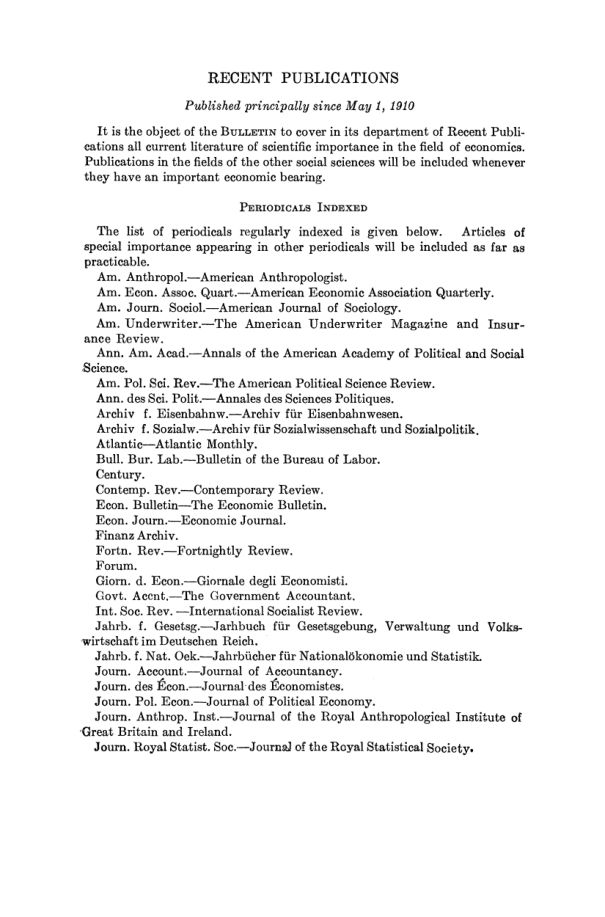 RECENT PUBLICATIONS
Published principally since May 1, 1910
It is the object of the BULLETIN to cover in its department of Recent Publi-
cations all current literature of scientific importance in the field of economics.
Publications in the fields of the other social sciences will be included whenever
they have an important economic bearing.
PERIODICALS INDEXED
The list of periodicals regularly indexed is given below. Articles of
special importance appearing in other periodicals will be included as far as
practicable.
Am. Anthropol.—American Anthropologist.
Am. Econ. Assoc. Quart.—American Economic Association Quarterly.
Am. Journ. Sociol.—American Journal of Sociology.
Am. Underwriter.—The American Underwriter Magazine and Insur-
ance Review.
Ann. Am. Acad.—Annals of the American Academy of Political and Social
Science.
Am. Pol. Sci. Rev.—The American Political Science Review.
Ann. des Sci. Polit.—Annales des Sciences Politiques.
Archiv f. Eisenbahnw.—Archiv für Eisenbahnwesen.
Archiv f. Sozialw.—Archiv für Sozialwissenschaft und Sozialpolitik.
Atlantic—Atlantic Monthly.
Bull. Bur. Lab.—Bulletin of the Bureau of Labor.
Century.
Contemp. Rev.—Contemporary Review.
Econ. Bulletin—The Economic Bulletin.
Econ. Journ.—Economic Journal.
Finanz Archiv.
Fortn. Rev.—Fortnightly Review.
Forum.
Giorn. d. Econ.—Giornale degli Economisti.
Govt. Accnt.—The Government Accountant.
Int. Soc. Rev. —International Socialist Review.
Jahrb. f. Gesetsg.—Jarhbuch für Gesetsgebung, Verwaltung und Volks-
wirtschaft im Deutschen Reich.
Jahrb. f. Nat. Oek.—Jahrbücher für Nationalökonomie und Statistik.
Journ. Account.—Journal of Accountancy.
Journ. des Écon.—Journal des Économistes.
Journ. Pol. Econ.—Journal of Political Economy.
Journ. Anthrop. Inst.—Journal of the Royal Anthropological Institute of
Great Britain and Ireland.
Journ. Royal Statist. Soc.—Journal of the Royal Statistical Society.